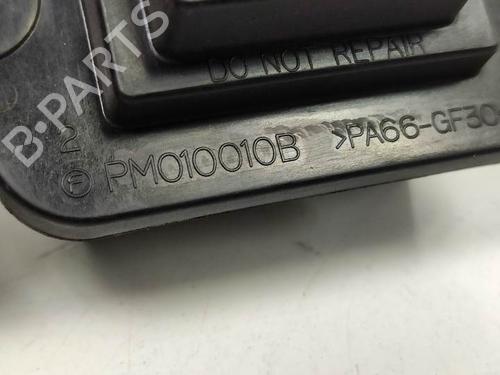 DO NOT REPAIR
2
F PM010010B >PA66-GF30
B-PARTS